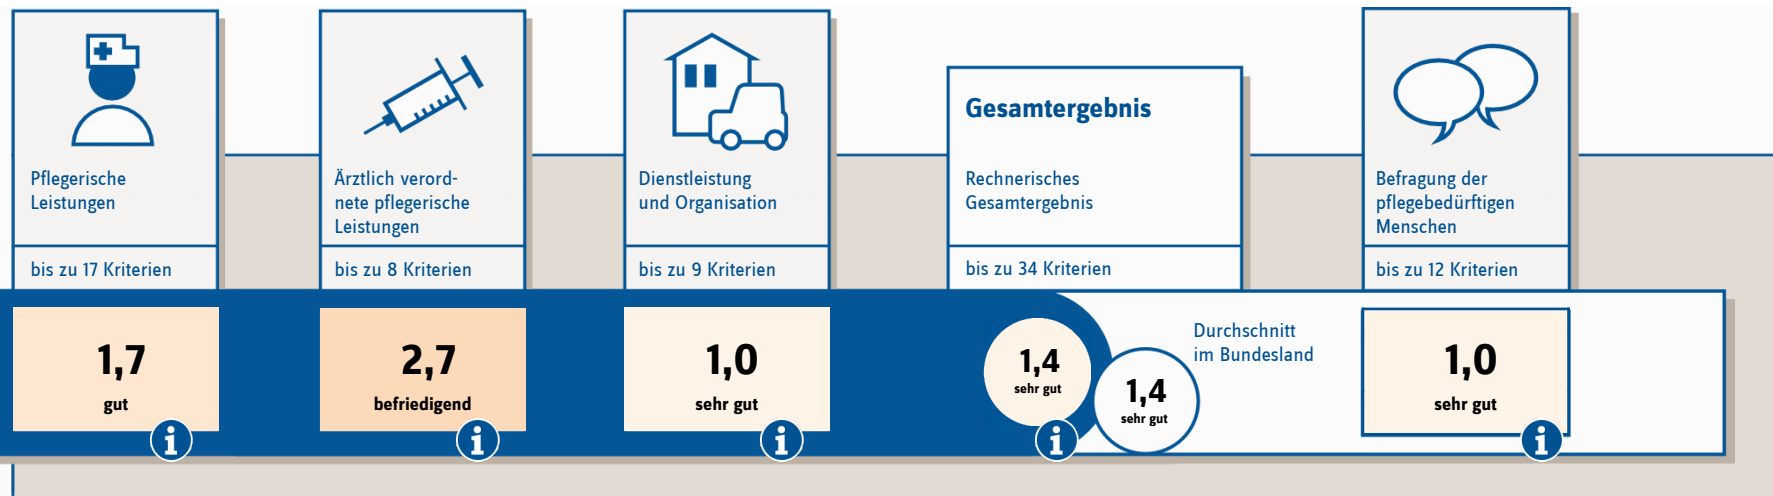 Pflegerische
Leistungen
bis zu 17 Kriterien
1,7
gut
i
Ärztlich verord-
nete pflegerische
Leistungen
bis zu 8 Kriterien
2,7
befriedigend
i
Dienstleistung
und Organisation
bis zu 9 Kriterien
1,0
sehr gut
i
Gesamtergebnis
Rechnerisches
Gesamtergebnis
bis zu 34 Kriterien
1,4
sehr gut
i
Durchschnitt
im Bundesland
1,4
sehr gut
Befragung der
pflegebedürftigen
Menschen
bis zu 12 Kriterien
1,0
sehr gut
i